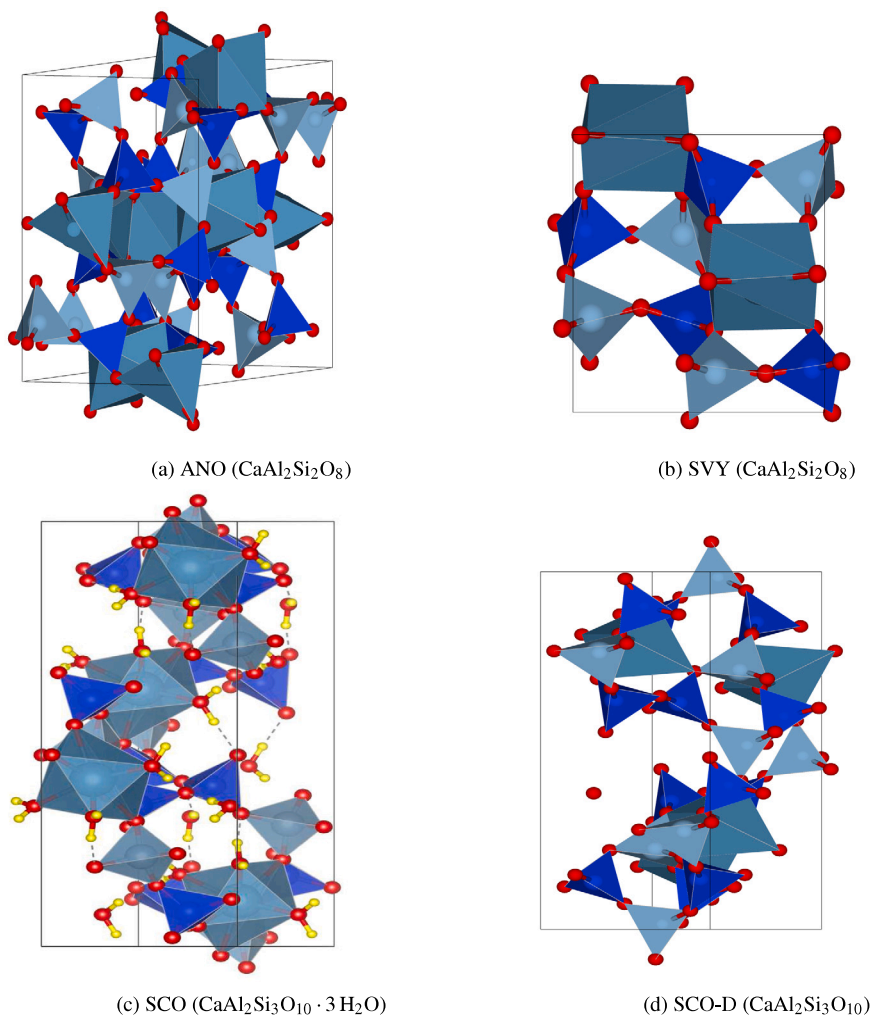 (a) ANO (CaAl₂Si₂O₈)
(b) SVY (CaAl₂Si₂O₈)
(c) SCO (CaAl₂Si₃O₁₀ · 3 H₂O)
(d) SCO-D (CaAl₂Si₃O₁₀)